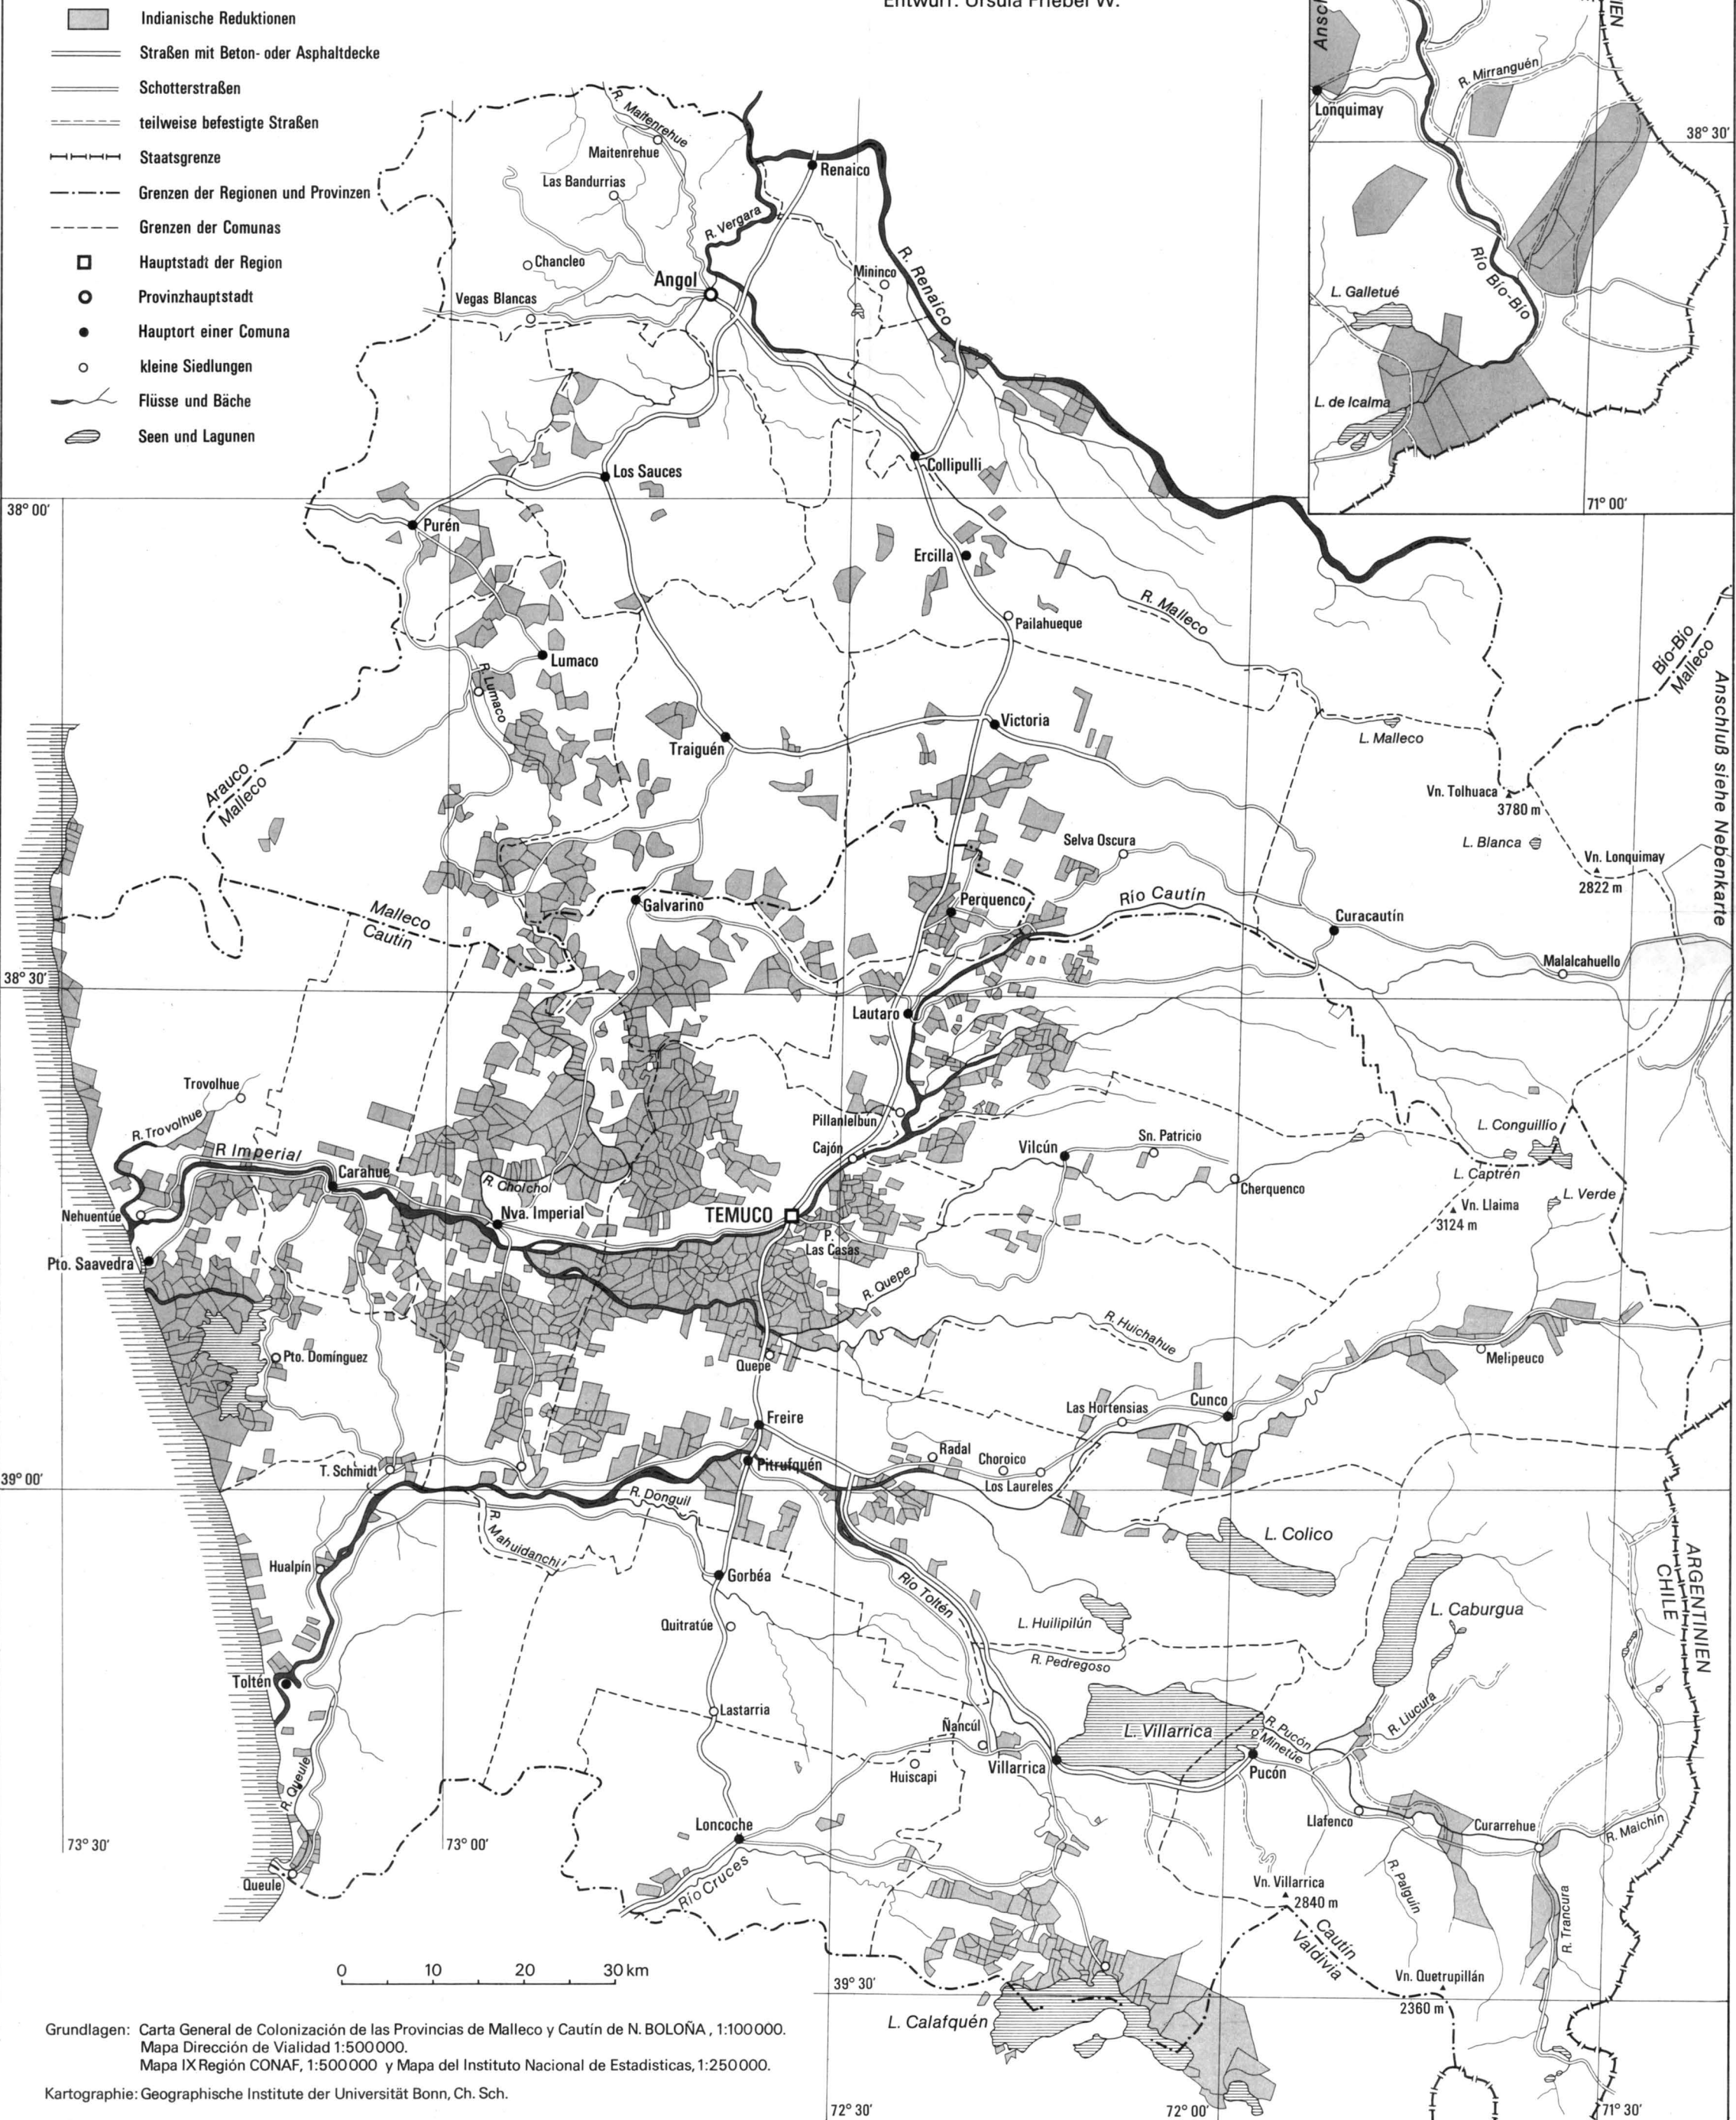 Entwurf: Ursula Friebel W.
Indianische Reduktionen
Straßen mit Beton- oder Asphaltdecke
Schotterstraßen
teilweise befestigte Straßen
Staatsgrenze
Grenzen der Regionen und Provinzen
Grenzen der Comunas
Hauptstadt der Region
Provinzhauptstadt
Hauptort einer Comuna
kleine Siedlungen
Flüsse und Bäche
Seen und Lagunen
Lonquimay
R. Mirranguén
38° 30'
Río Bío-Bío
L. Galletué
L. de Icalma
71° 00'
R. Maitenrehue
Maitenrehue
Las Bandurrias
Renaico
R. Vergara
Chancleo
Angol
Mininco
R. Renaico
Vegas Blancas
Los Sauces
Collipulli
38° 00'
Purén
Ercilla
R. Malleco
Pailahueque
Lumaco
R. Lumaco
Bío-Bío
Malleco
Anschluß siehe Nebenkarte
Victoria
Traiguén
L. Malleco
Arauco
Malleco
Vn. Tolhuaca
3780 m
L. Blanca
Selva Oscura
Vn. Lonquimay
2822 m
Galvarino
Perquenco
Río Cautín
Curacautín
Malleco
Cautín
Malalcahuello
38° 30'
Lautaro
Trovolhue
R. Trovolhue
Pillanlelbún
Cajón
Vilcún
Sn. Patricio
L. Conguillío
L. Captrén
Cherquenco
L. Verde
Vn. Llaima
3124 m
R Imperial
Carahue
R. Cholchol
Nva. Imperial
TEMUCO
P.
Las Casas
Nehuentúe
Pto. Saavedra
R. Quepe
R. Huichahue
Pto. Domínguez
Quepe
Melipeuco
Cunco
Las Hortensias
Freire
Radal
Choroico
Los Laureles
Pitrufquén
T. Schmidt
39° 00'
R. Donguil
R. Mahuidanchi
L. Colico
Hualpín
Gorbéa
Río Toltén
L. Huilipilún
L. Caburgua
ARGENTINIEN
CHILE
Quitratúe
R. Pedregoso
Toltén
Lastarria
Ñancúl
L. Villarrica
R. Pucón
Minetúe
R. Liucura
Huiscapi
Villarrica
Pucón
R. Queule
Loncoche
Llafenco
Curarrehue
R. Maichín
73° 30'
73° 00'
Queule
Río Cruces
Vn. Villarrica
2840 m
R. Palguín
R. Trancura
Cautín
Valdivia
0 10 20 30 km
39° 30'
Vn. Quetrupillán
2360 m
L. Calafquén
Grundlagen: Carta General de Colonización de las Provincias de Malleco y Cautín de N. BOLOÑA, 1:100 000.
Mapa Dirección de Vialidad 1:500 000.
Mapa IX Región CONAF, 1:500 000 y Mapa del Instituto Nacional de Estadisticas, 1:250 000.
Kartographie: Geographische Institute der Universität Bonn, Ch. Sch.
72° 30'
72° 00'
71° 30'